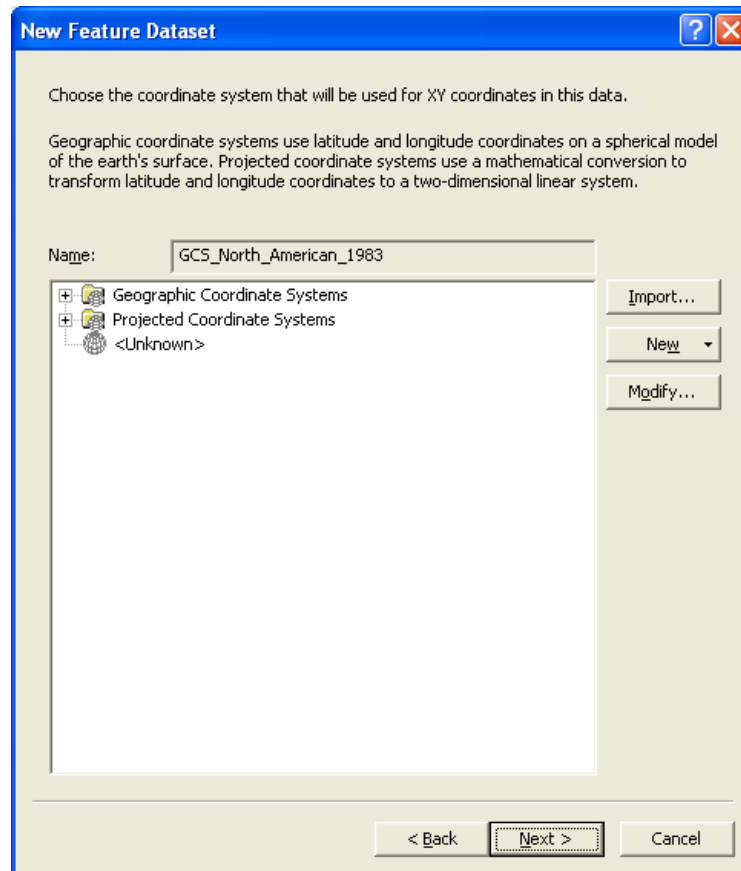 New Feature Dataset
Choose the coordinate system that will be used for XY coordinates in this data.
Geographic coordinate systems use latitude and longitude coordinates on a spherical model
of the earth's surface. Projected coordinate systems use a mathematical conversion to
transform latitude and longitude coordinates to a two-dimensional linear system.
Name: GCS_North_American_1983
Geographic Coordinate Systems
Projected Coordinate Systems
<Unknown>
Import...
New
Modify...
< Back Next > Cancel